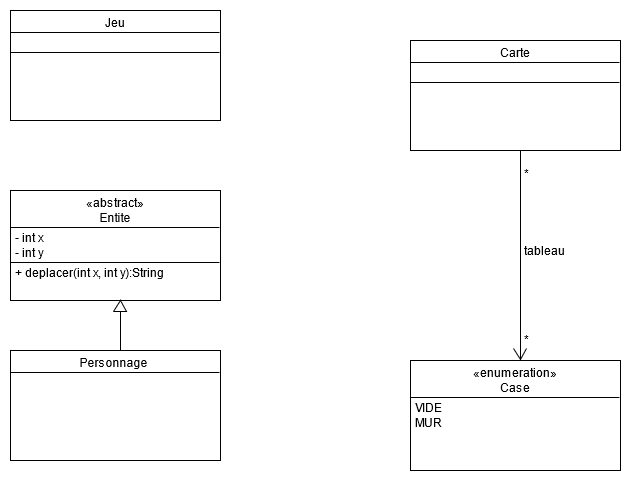 Jeu
Carte
«abstract»
Entite
- int x
- int y
+ deplacer(int x, int y):String
Personnage
*
tableau
*
«enumeration»
Case
VIDE
MUR